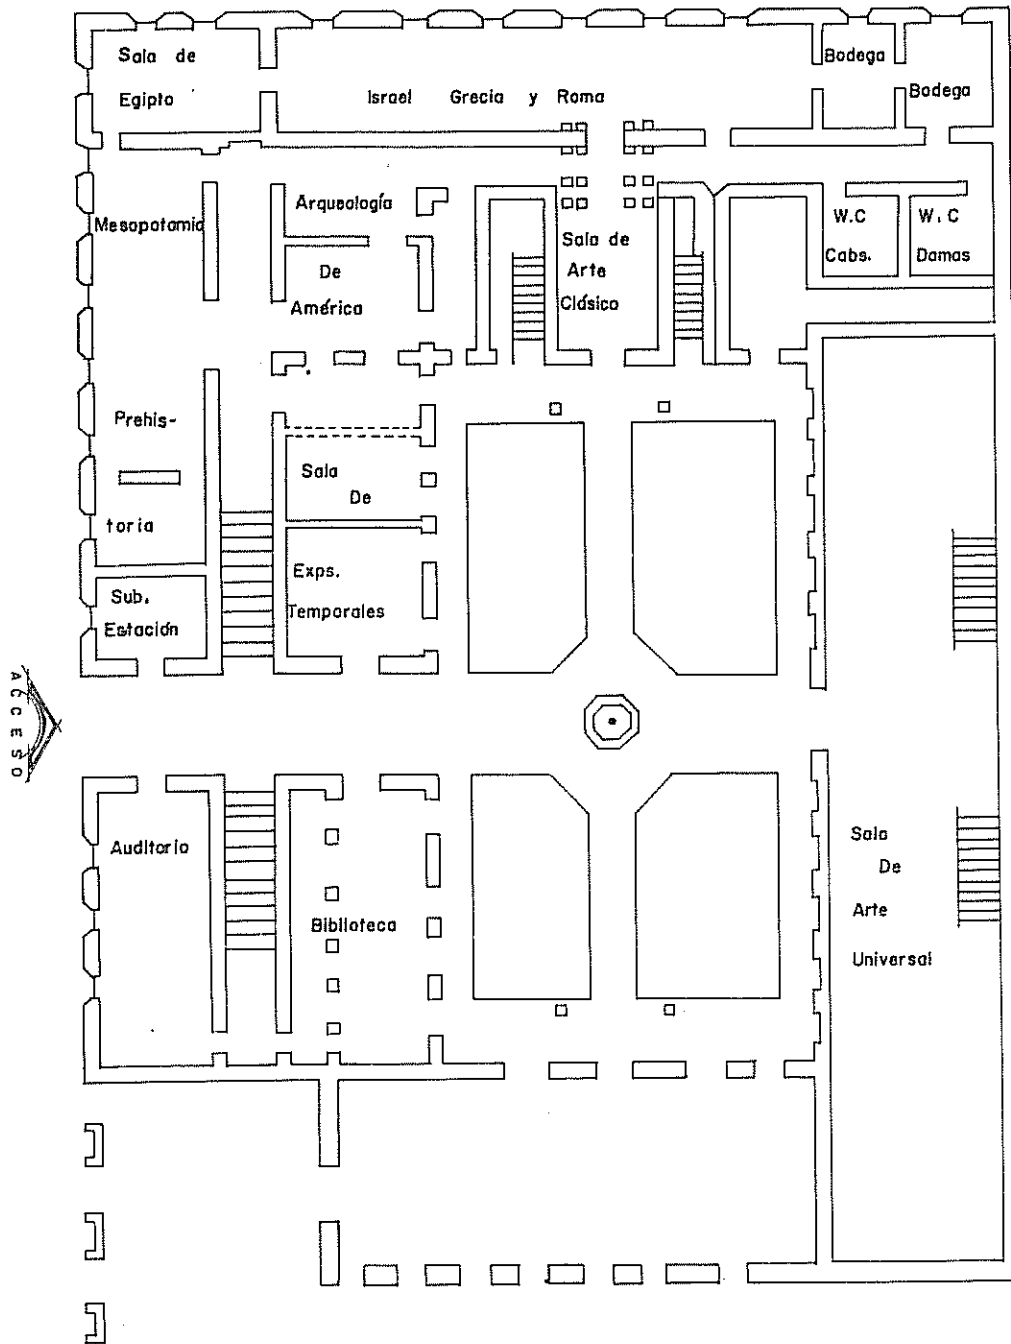 Sala de
Egipto
Israel Grecia y Roma
Bodega
Bodega
Mesopotamia
Arqueología
De
América
Sala de
Arte
Clásico
W.C
Cabs.
W.C
Damas
Prehis-
toria
Sala
De
Exps.
Temporales
Sub.
Estación
ACCESO
Auditorio
Biblioteca
Sala
De
Arte
Universal